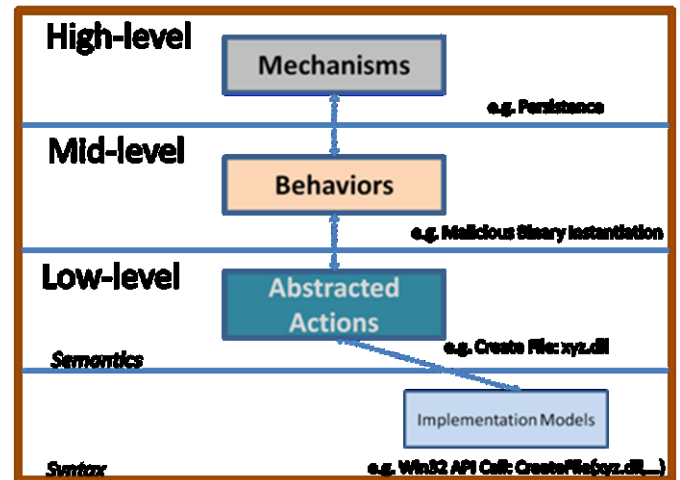 High-level
Mechanisms
e.g. Persistence
Mid-level
Behaviors
e.g. Malicious Binary Instantiation
Low-level
Abstracted
Actions
e.g. Create File: xyz.dll
Semantics
Implementation Models
Syntax
e.g. Win32 API Call: CreateFile(xyz.dll,…)